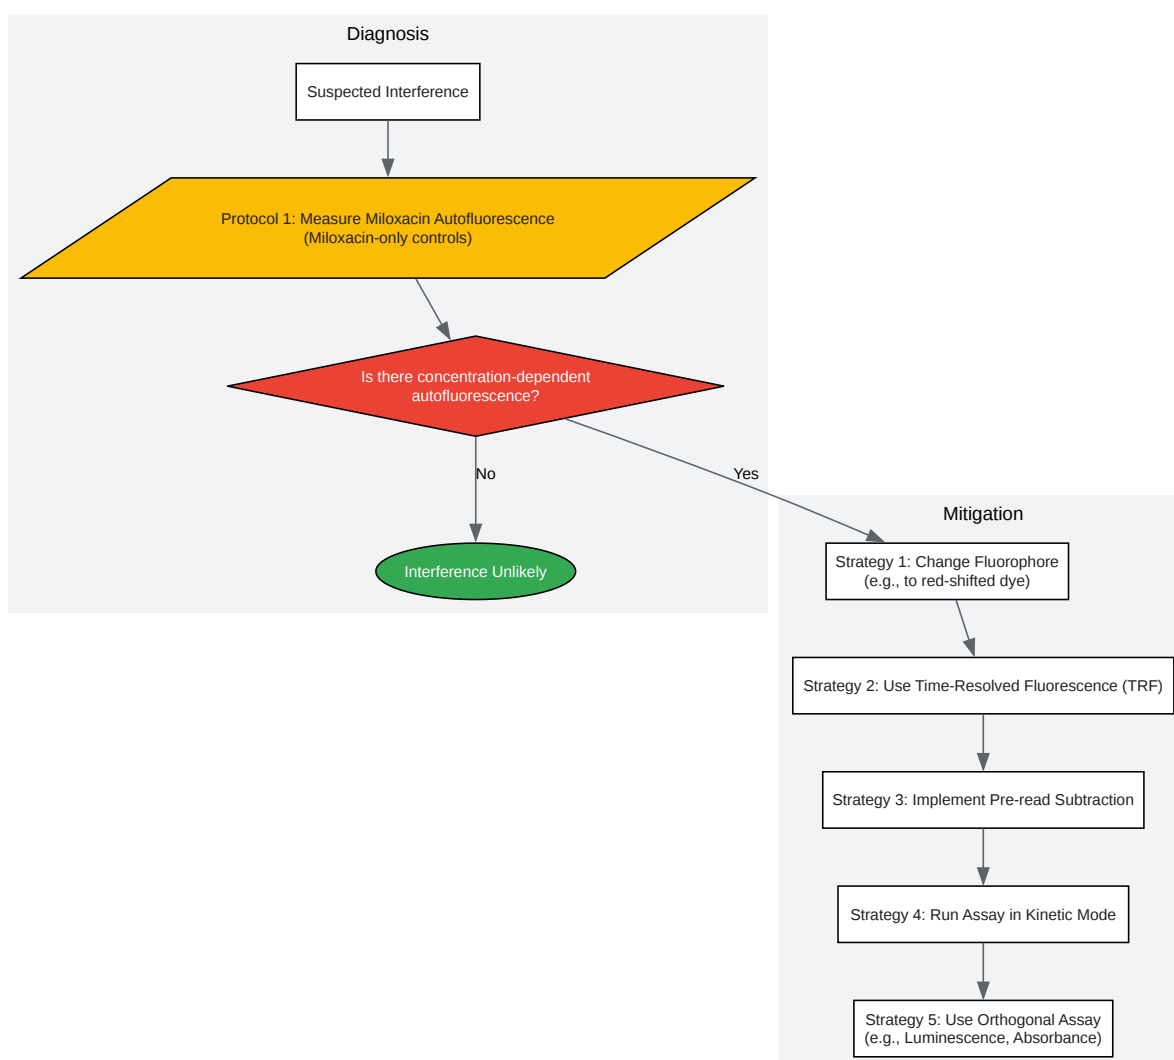 Diagnosis
Suspected Interference
Protocol 1: Measure Miloxacin Autofluorescence
(Miloxacin-only controls)
Is there concentration-dependent
autofluorescence?
No
Yes
Interference Unlikely
Mitigation
Strategy 1: Change Fluorophore
(e.g., to red-shifted dye)
Strategy 2: Use Time-Resolved Fluorescence (TRF)
Strategy 3: Implement Pre-read Subtraction
Strategy 4: Run Assay in Kinetic Mode
Strategy 5: Use Orthogonal Assay
(e.g., Luminescence, Absorbance)